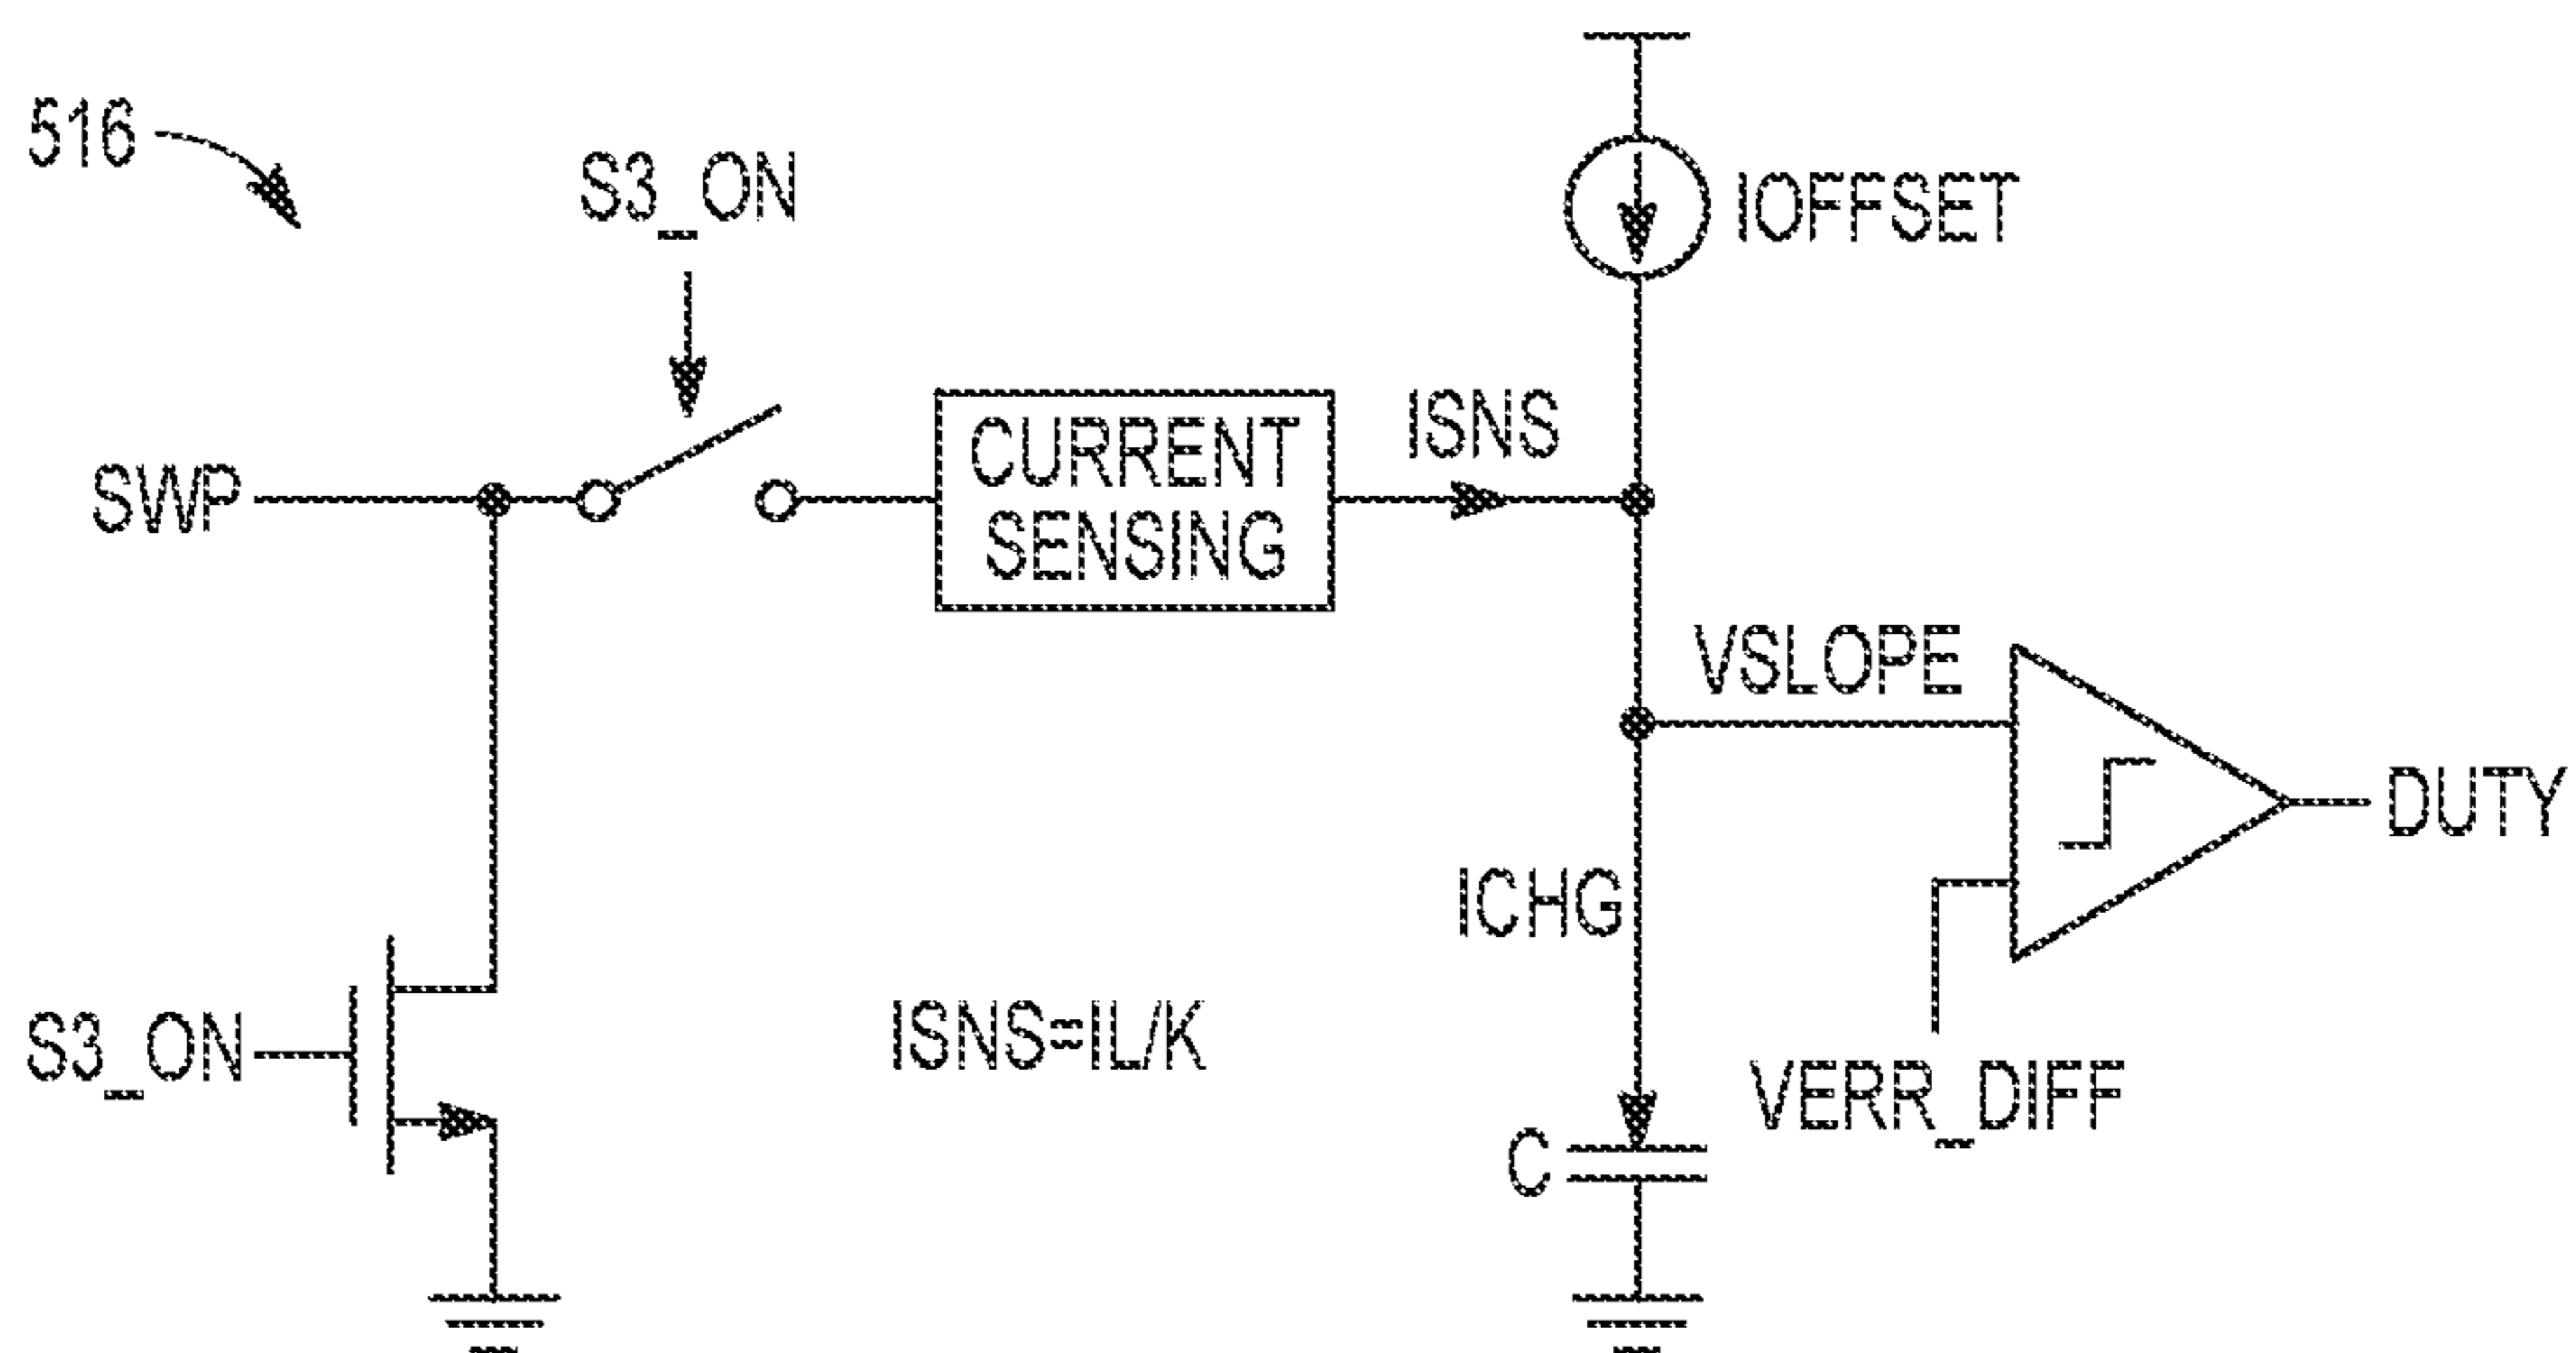 516
S3_ON
IOFFSET
SWP
CURRENT
SENSING
ISNS
VSLOPE
DUTY
ICHG
S3_ON
ISNS=IL/K
VERR_DIFF
C